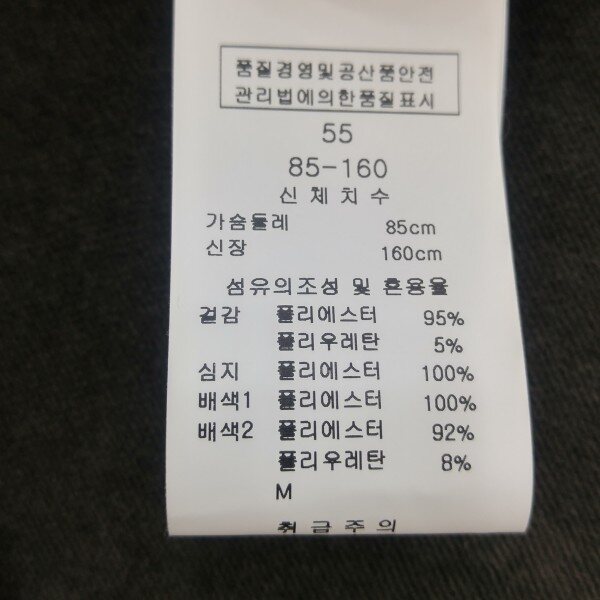 품질경영및공산품안전
관리법에의한품질표시
55
85-160
신체치수
가슴둘레 85cm
신장 160cm
섬유의조성 및 혼용율
겉감 폴리에스터 95%
폴리우레탄 5%
심지 폴리에스터 100%
배색1 폴리에스터 100%
배색2 폴리에스터 92%
폴리우레탄 8%
M
취급주의